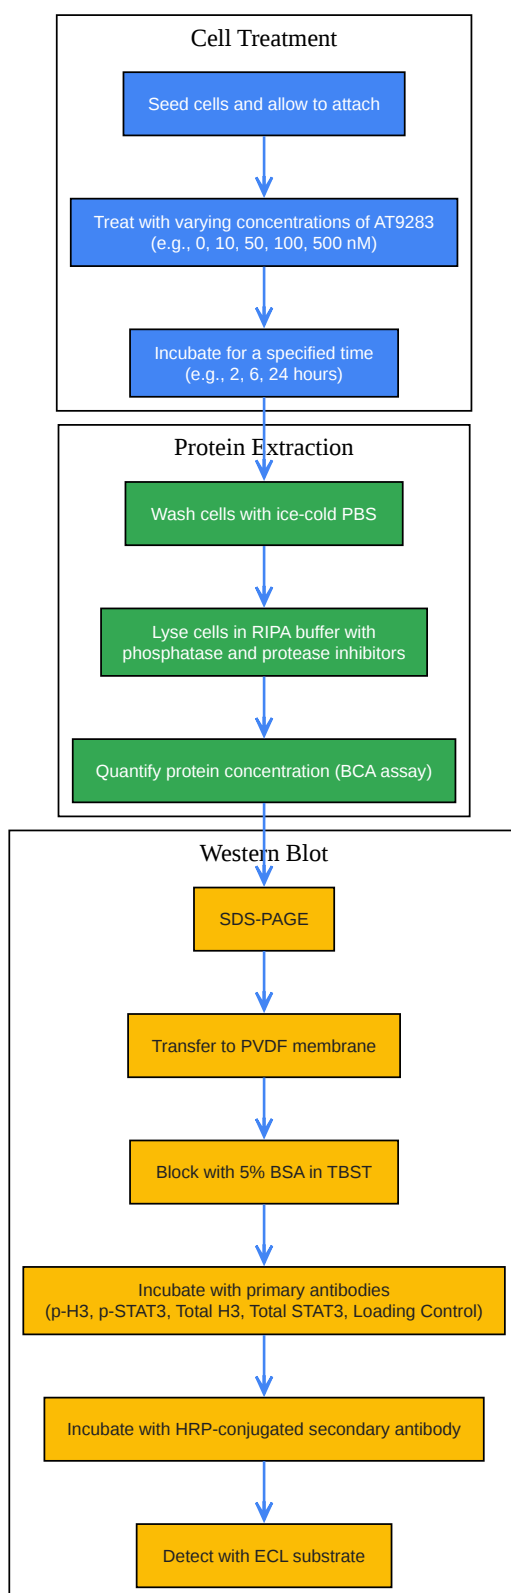 Cell Treatment
Seed cells and allow to attach
Treat with varying concentrations of AT9283
(e.g., 0, 10, 50, 100, 500 nM)
Incubate for a specified time
(e.g., 2, 6, 24 hours)
Protein Extraction
Wash cells with ice-cold PBS
Lyse cells in RIPA buffer with
phosphatase and protease inhibitors
Quantify protein concentration (BCA assay)
Western Blot
SDS-PAGE
Transfer to PVDF membrane
Block with 5% BSA in TBST
Incubate with primary antibodies
(p-H3, p-STAT3, Total H3, Total STAT3, Loading Control)
Incubate with HRP-conjugated secondary antibody
Detect with ECL substrate